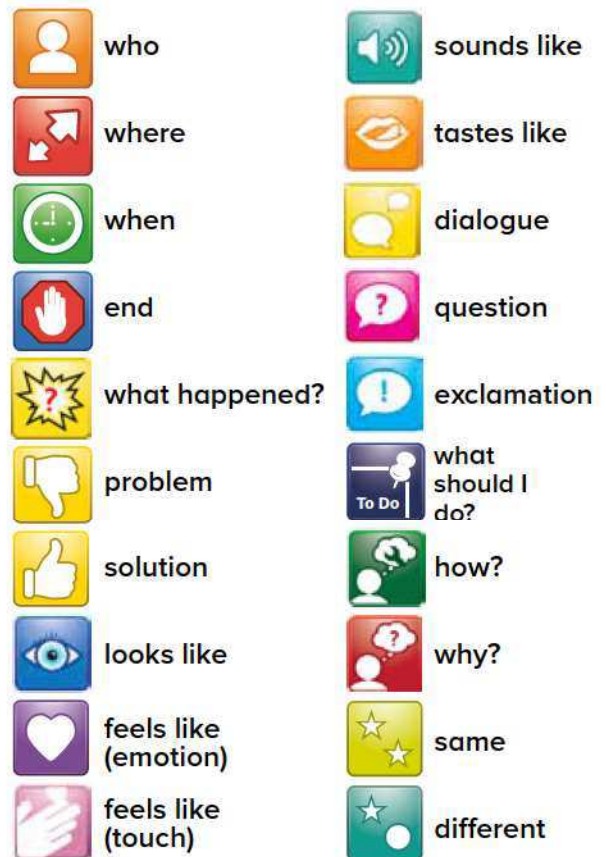 who
where
when
end
?
what happened?
problem
solution
looks like
feels like
(emotion)
feels like
(touch)
sounds like
tastes like
dialogue
?
question
!
exclamation
To Do
what
should I
do?
how?
?
why?
same
different